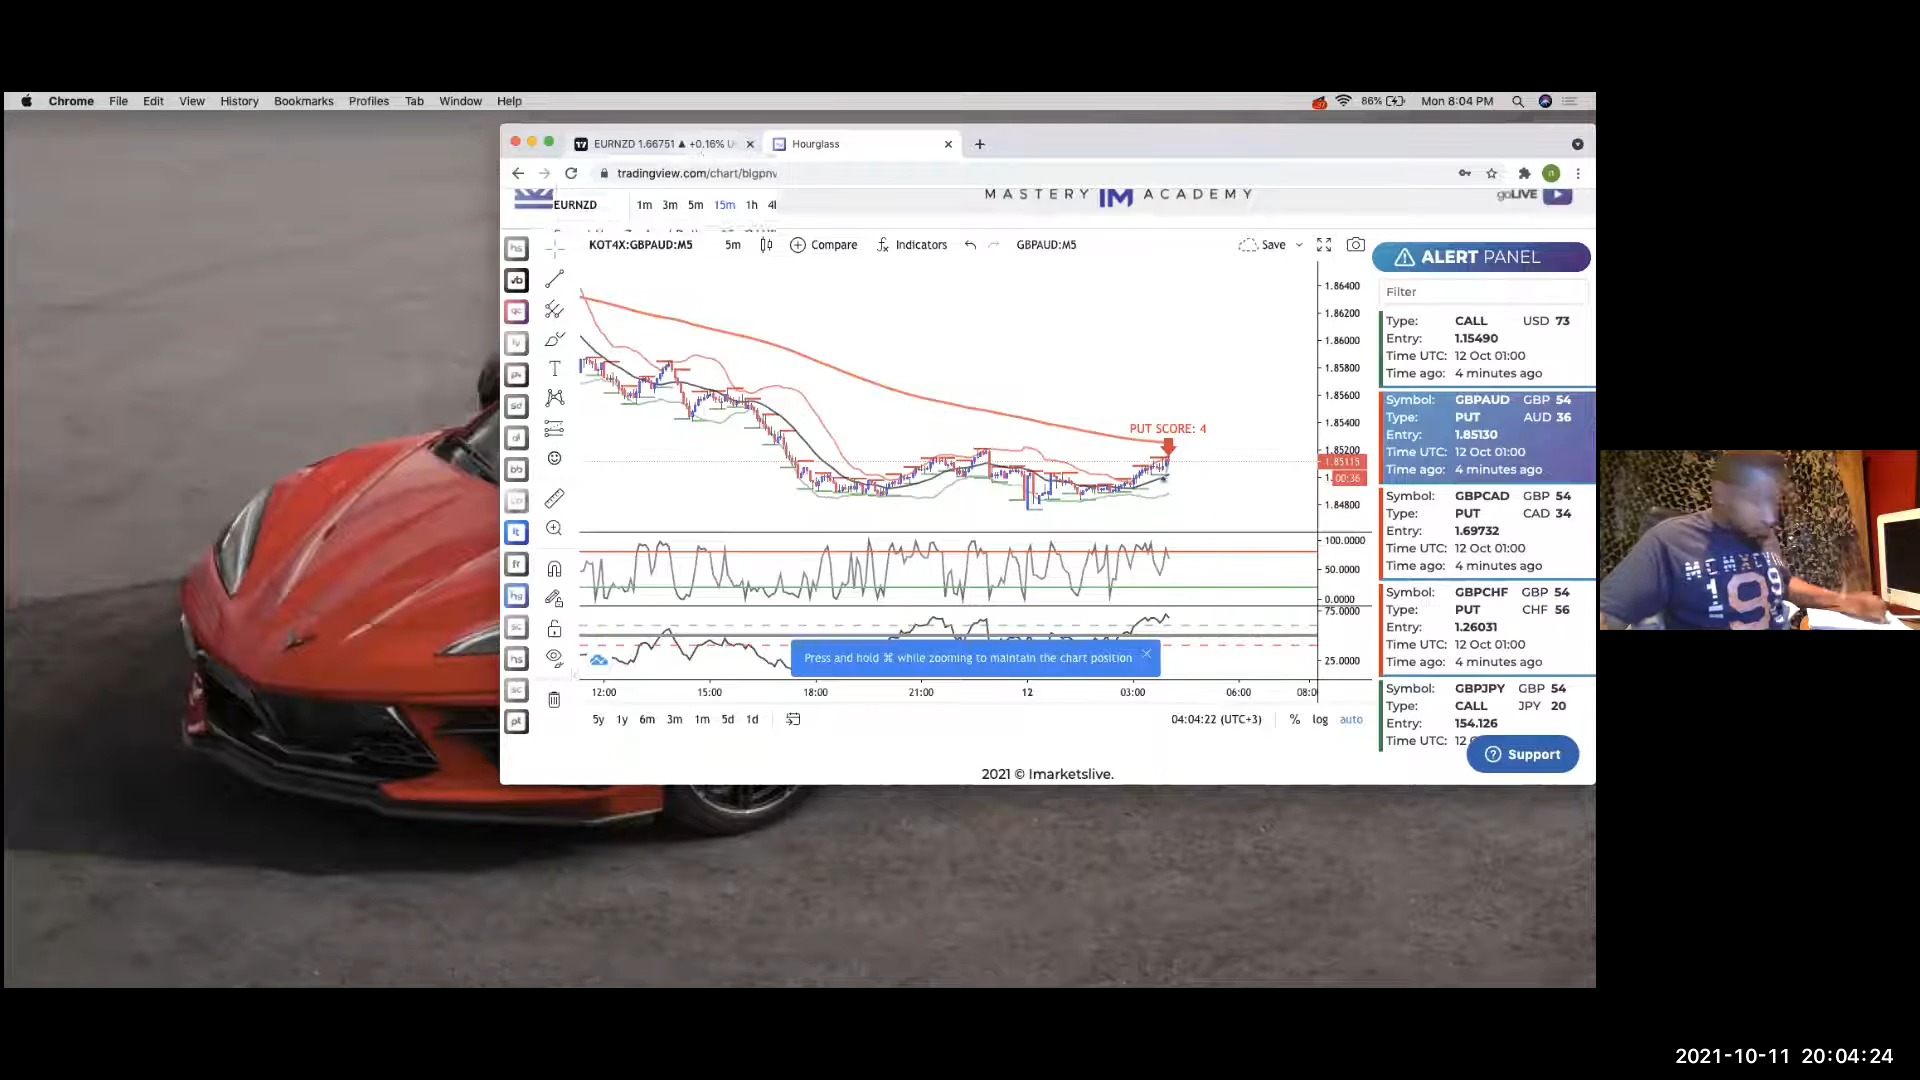 Chrome File Edit View History Bookmarks Profiles Tab Window Help
86% Mon 8:04 PM
EURNZD 1.66751 ▲ +0.16% U
Hourglass
tradingview.com/chart/blgpnv
EURNZD
1m 3m 5m 15m 1h
MASTERY IM ACADEMY
goLIVE
KOT4X:GBPAUD:M5
5m
Compare
Indicators
GBPAUD:M5
Save
ALERT PANEL
Filter
Type: CALL USD 73
Entry: 1.15490
Time UTC: 12 Oct 01:00
Time ago: 4 minutes ago
Symbol: GBPAUD GBP 54
Type: PUT AUD 36
Entry: 1.85130
Time UTC: 12 Oct 01:00
Time ago: 4 minutes ago
Symbol: GBPCAD GBP 54
Type: PUT CAD 34
Entry: 1.69732
Time UTC: 12 Oct 01:00
Time ago: 4 minutes ago
Symbol: GBPCHF GBP 54
Type: PUT CHF 56
Entry: 1.26031
Time UTC: 12 Oct 01:00
Time ago: 4 minutes ago
Symbol: GBPJPY GBP 54
Type: CALL JPY 20
Entry: 154.126
Time UTC: 12
Support
hs
vb
bb
hg
sc
hs
sc
pt
PUT SCORE: 4
1.86400
1.86200
1.86000
1.85800
1.85600
1.85400
1.85200
1.85115
00:36
1.84800
100.0000
50.0000
0.0000
75.0000
25.0000
Press and hold ⌘ while zooming to maintain the chart position
12:00 15:00 18:00 21:00 12 03:00 06:00 08:0
5y 1y 6m 3m 1m 5d 1d
04:04:22 (UTC+3) % log auto
2021 © Imarketslive.
2021-10-11 20:04:24